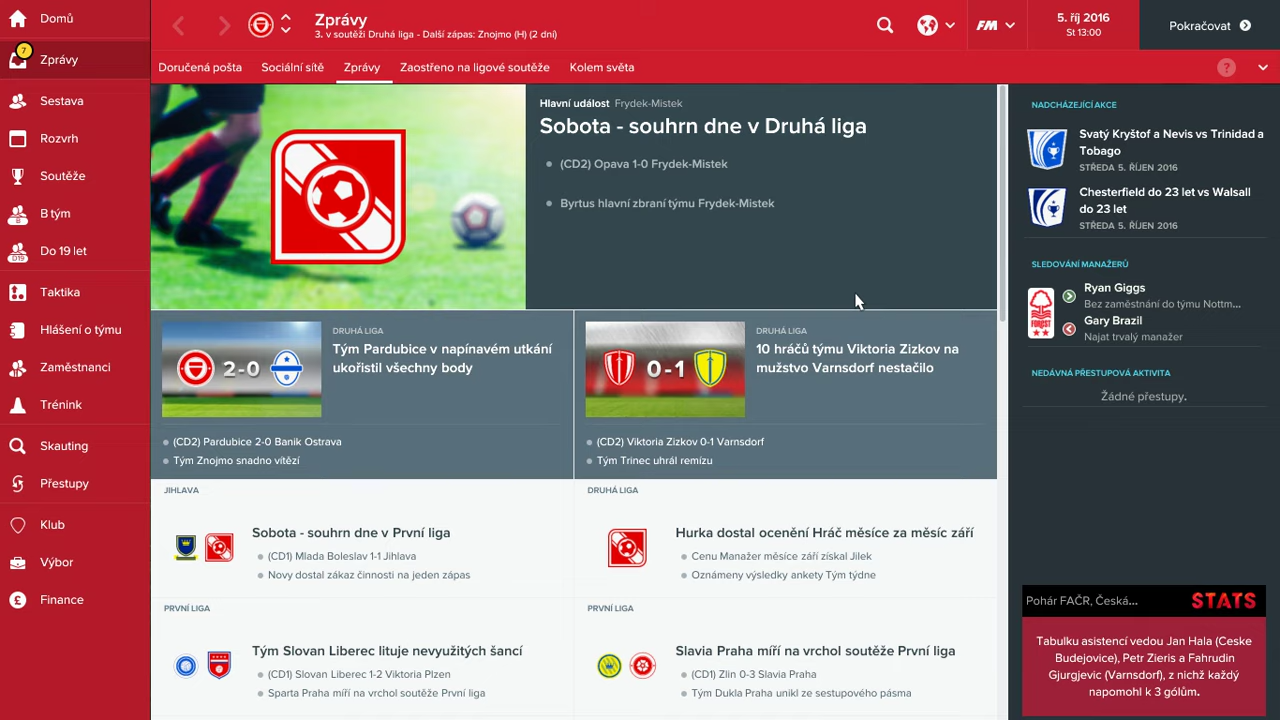 Domů
7
Zprávy
Sestava
Rozvrh
Soutěže
B tým
Do 19 let
Taktika
Hlášení o týmu
Zaměstnanci
Trénink
Skauting
Přestupy
Klub
Výbor
Finance
Zprávy
3. v soutěži Druhá liga - Další zápas: Znojmo (H) (2 dní)
FM
5. říj 2016
St 13:00
Pokračovat
Doručená pošta
Sociální sítě
Zprávy
Zaostřeno na ligové soutěže
Kolem světa
?
Hlavní událost Frydek-Mistek
Sobota - souhrn dne v Druhá liga
(CD2) Opava 1-0 Frydek-Mistek
Byrtus hlavní zbraní týmu Frydek-Mistek
2-0
DRUHÁ LIGA
Tým Pardubice v napínavém utkání
ukořistil všechny body
(CD2) Pardubice 2-0 Banik Ostrava
Tým Znojmo snadno vítězí
0-1
DRUHÁ LIGA
10 hráčů týmu Viktoria Zizkov na
mužstvo Varnsdorf nestačilo
(CD2) Viktoria Zizkov 0-1 Varnsdorf
Tým Trinec uhrál remízu
JIHLAVA
Sobota - souhrn dne v První liga
(CD1) Mlada Boleslav 1-1 Jihlava
Novy dostal zákaz činnosti na jeden zápas
DRUHÁ LIGA
Hurka dostal ocenění Hráč měsíce za měsíc září
Cenu Manažer měsíce září získal Jilek
Oznámeny výsledky ankety Tým týdne
PRVNÍ LIGA
Tým Slovan Liberec lituje nevyužitých šancí
(CD1) Slovan Liberec 1-2 Viktoria Plzen
Sparta Praha míří na vrchol soutěže První liga
PRVNÍ LIGA
Slavia Praha míří na vrchol soutěže První liga
(CD1) Zlin 0-3 Slavia Praha
Tým Dukla Praha unikl ze sestupového pásma
NADCHÁZEJÍCÍ AKCE
Svatý Kryštof a Nevis vs Trinidad a
Tobago
STŘEDA 5. ŘÍJEN 2016
Chesterfield do 23 let vs Walsall
do 23 let
STŘEDA 5. ŘÍJEN 2016
SLEDOVÁNÍ MANAŽERŮ
Ryan Giggs
Bez zaměstnání do týmu Nottm...
Gary Brazil
Najat trvalý manažer
NEDÁVNÁ PŘESTUPOVÁ AKTIVITA
Žádné přestupy.
Pohár FAČR, Česká...
STATS
Tabulku asistencí vedou Jan Hala (Ceske
Budejovice), Petr Zieris a Fahrudin
Gjurgjevic (Varnsdorf), z nichž každý
napomohl k 3 gólům.